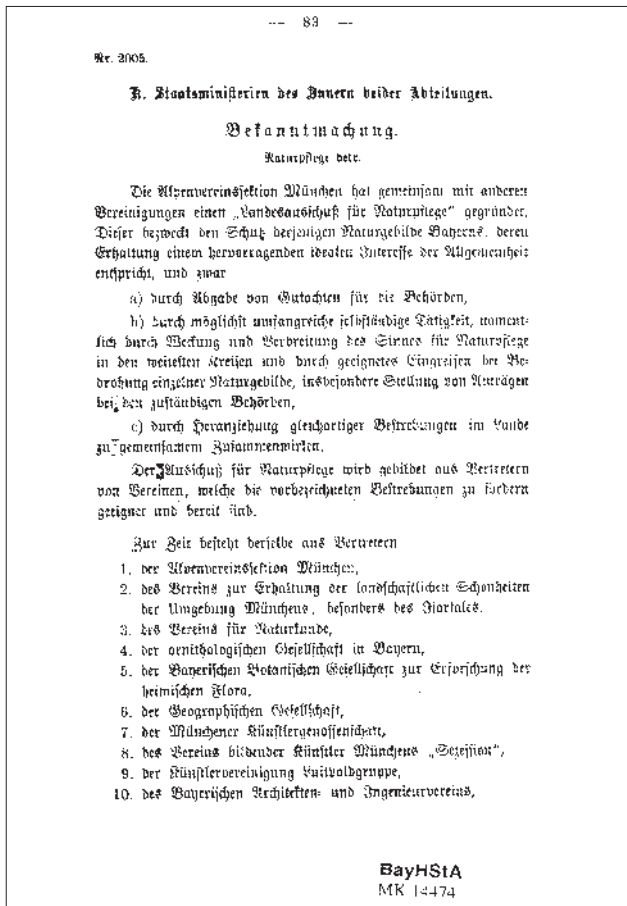 — 83 —
Nr. 2005.
K. Staatsministerien des Innern beider Abteilungen.
Bekanntmachung.
Naturpflege betr.
Die Alpenvereinssektion München hat gemeinsam mit anderen
Vereinigungen einen „Landesausschuß für Naturpflege“ gegründet.
Dieser bezweckt den Schutz derjenigen Naturgebilde Bayerns, deren
Erhaltung einem hervorragenden idealen Interesse der Allgemeinheit
entspricht, und zwar
a) durch Abgabe von Gutachten für die Behörden,
b) durch möglichst umfangreiche selbständige Tätigkeit, nament-
lich durch Weckung und Verbreitung des Sinnes für Naturpflege
in den weitesten Kreisen und durch geeignetes Eingreifen bei Be-
drohung einzelner Naturgebilde, insbesondere Stellung von Anträgen
bei den zuständigen Behörden,
c) durch Heranziehung gleichartiger Bestrebungen im Lande
zu gemeinsamem Zusammenwirken.
Der Ausschuß für Naturpflege wird gebildet aus Vertretern
von Vereinen, welche die vorbezeichneten Bestrebungen zu fördern
geeignet und bereit sind.
Zur Zeit besteht derselbe aus Vertretern
1. der Alpenvereinssektion München,
2. des Vereins zur Erhaltung der landschaftlichen Schönheiten
der Umgebung Münchens, besonders des Isartales.
3. des Vereins für Naturkunde,
4. der ornithologischen Gesellschaft in Bayern,
5. der Bayerischen Botanischen Gesellschaft zur Erforschung der
heimischen Flora,
6. der Geographischen Gesellschaft,
7. der Münchener Künstlergenossenschaft,
8. des Vereins bildender Künstler Münchens „Sezession“,
9. der Künstlervereinigung Luitpoldgruppe,
10. des Bayerischen Architekten- und Ingenieurvereins,
BayHStA
MK 14474